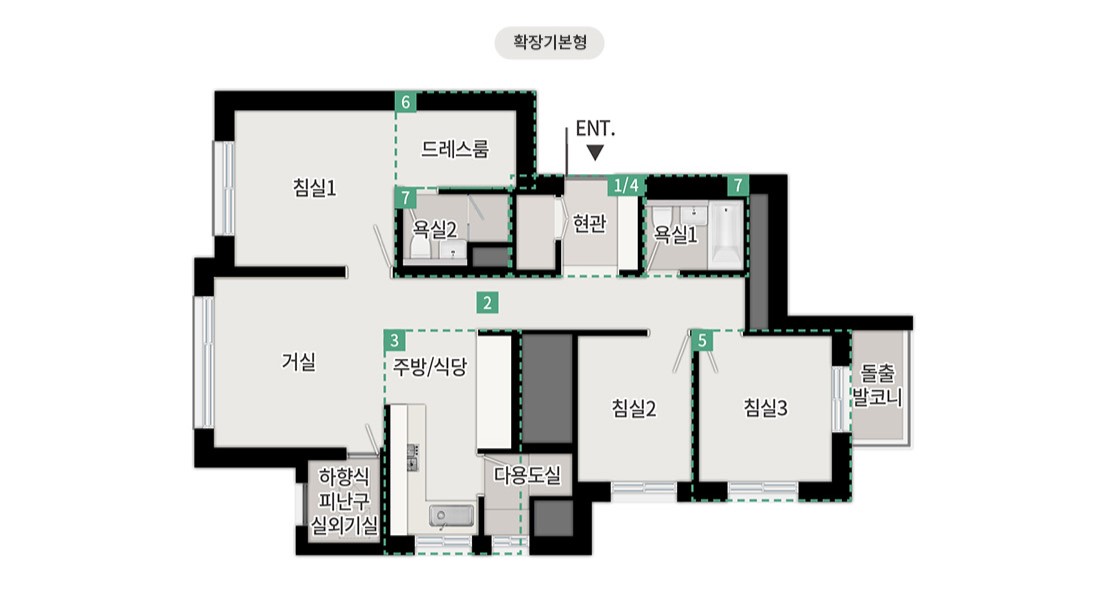 확장기본형
6
ENT.
드레스룸
침실1
1/4
7
7
욕실2
현관
욕실1
2
3
5
거실
주방/식당
돌출
발코니
침실2
침실3
하향식
피난구
실외기실
다용도실